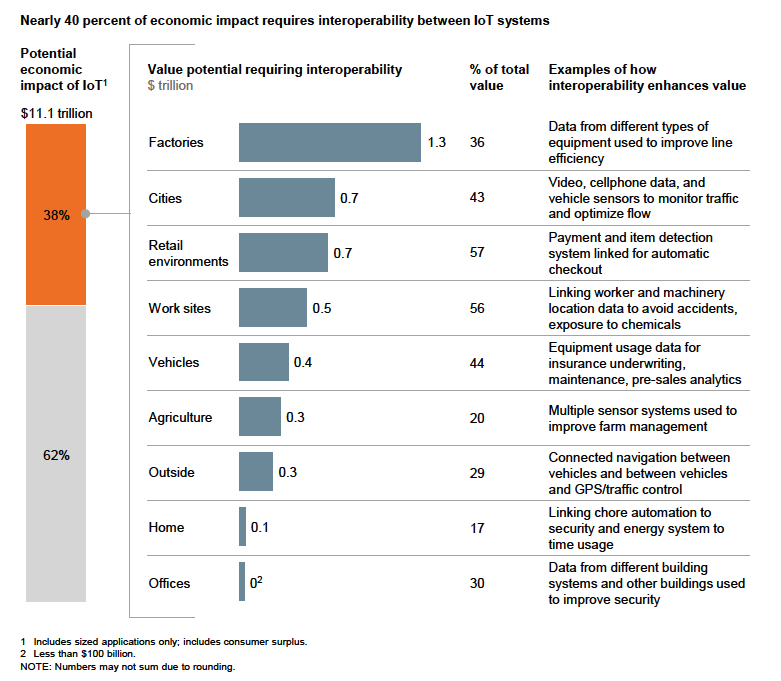 Nearly 40 percent of economic impact requires interoperability between IoT systems
Potential
economic
impact of IoT¹
$11.1 trillion
38%
62%
Value potential requiring interoperability
$ trillion
% of total
value
Examples of how
interoperability enhances value
Factories
1.3
36
Data from different types of
equipment used to improve line
efficiency
Cities
0.7
43
Video, cellphone data, and
vehicle sensors to monitor traffic
and optimize flow
Retail
environments
0.7
57
Payment and item detection
system linked for automatic
checkout
Work sites
0.5
56
Linking worker and machinery
location data to avoid accidents,
exposure to chemicals
Vehicles
0.4
44
Equipment usage data for
insurance underwriting,
maintenance, pre-sales analytics
Agriculture
0.3
20
Multiple sensor systems used to
improve farm management
Outside
0.3
29
Connected navigation between
vehicles and between vehicles
and GPS/traffic control
Home
0.1
17
Linking chore automation to
security and energy system to
time usage
Offices
0²
30
Data from different building
systems and other buildings used
to improve security
1 Includes sized applications only; includes consumer surplus.
2 Less than $100 billion.
NOTE: Numbers may not sum due to rounding.